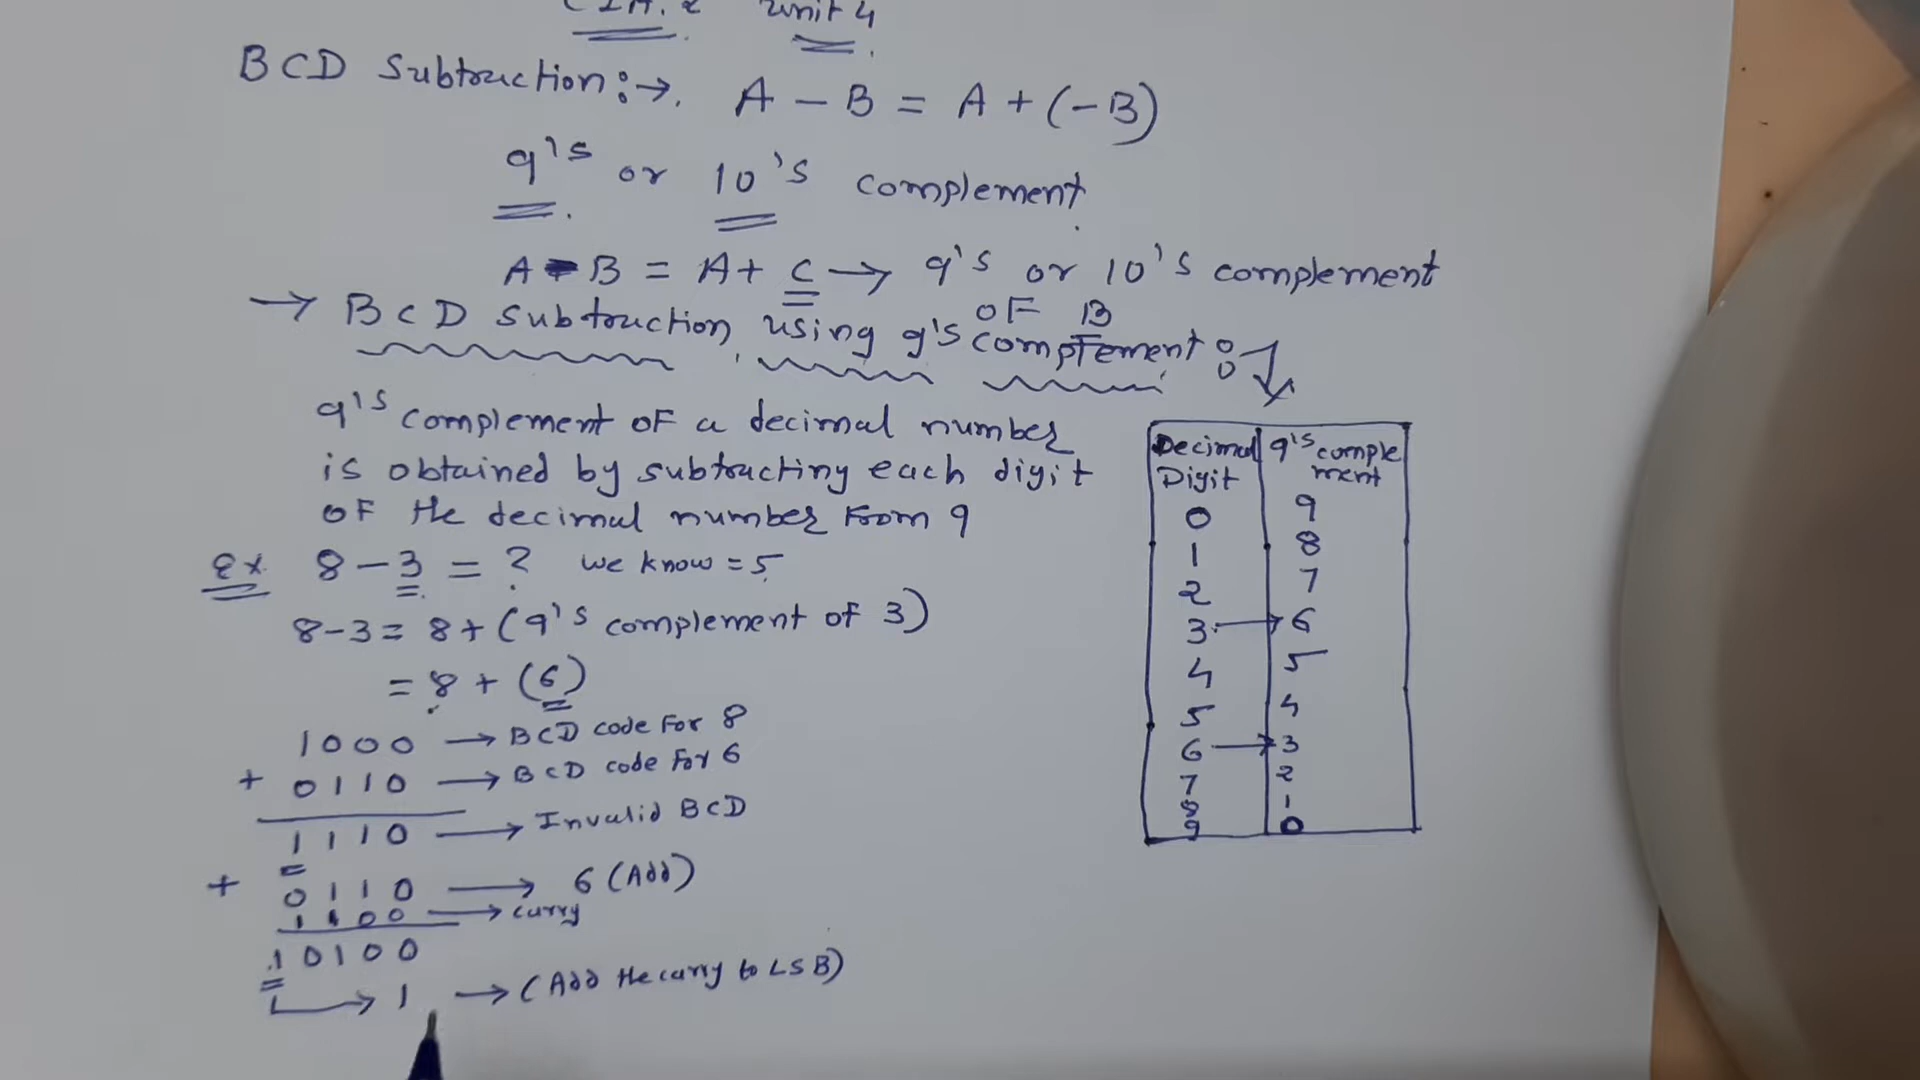 unit 4
BCD Subtraction:→. A - B = A + (-B)
9's or 10's complement
A - B = A + C → 9's or 10's complement
OF B
→ BCD subtraction using 9's complement:
9's complement OF a decimal number
is obtained by subtracting each digit
OF the decimal number From 9
Ex 8 - 3 = ? we know = 5
8-3 = 8+ (9's complement of 3)
= 8 + (6)
1000 → BCD code For 8
+ 0110 → BCD code For 6
1110 → Invalid BCD
+ 0110 → 6 (Add)
1100 → carry
10100
1 → (Add the carry to LSB)
Decimal Digit 9's complement
0 9
1 8
2 7
3 → 6
4 5
5 4
6 → 3
7 2
8 1
9 0